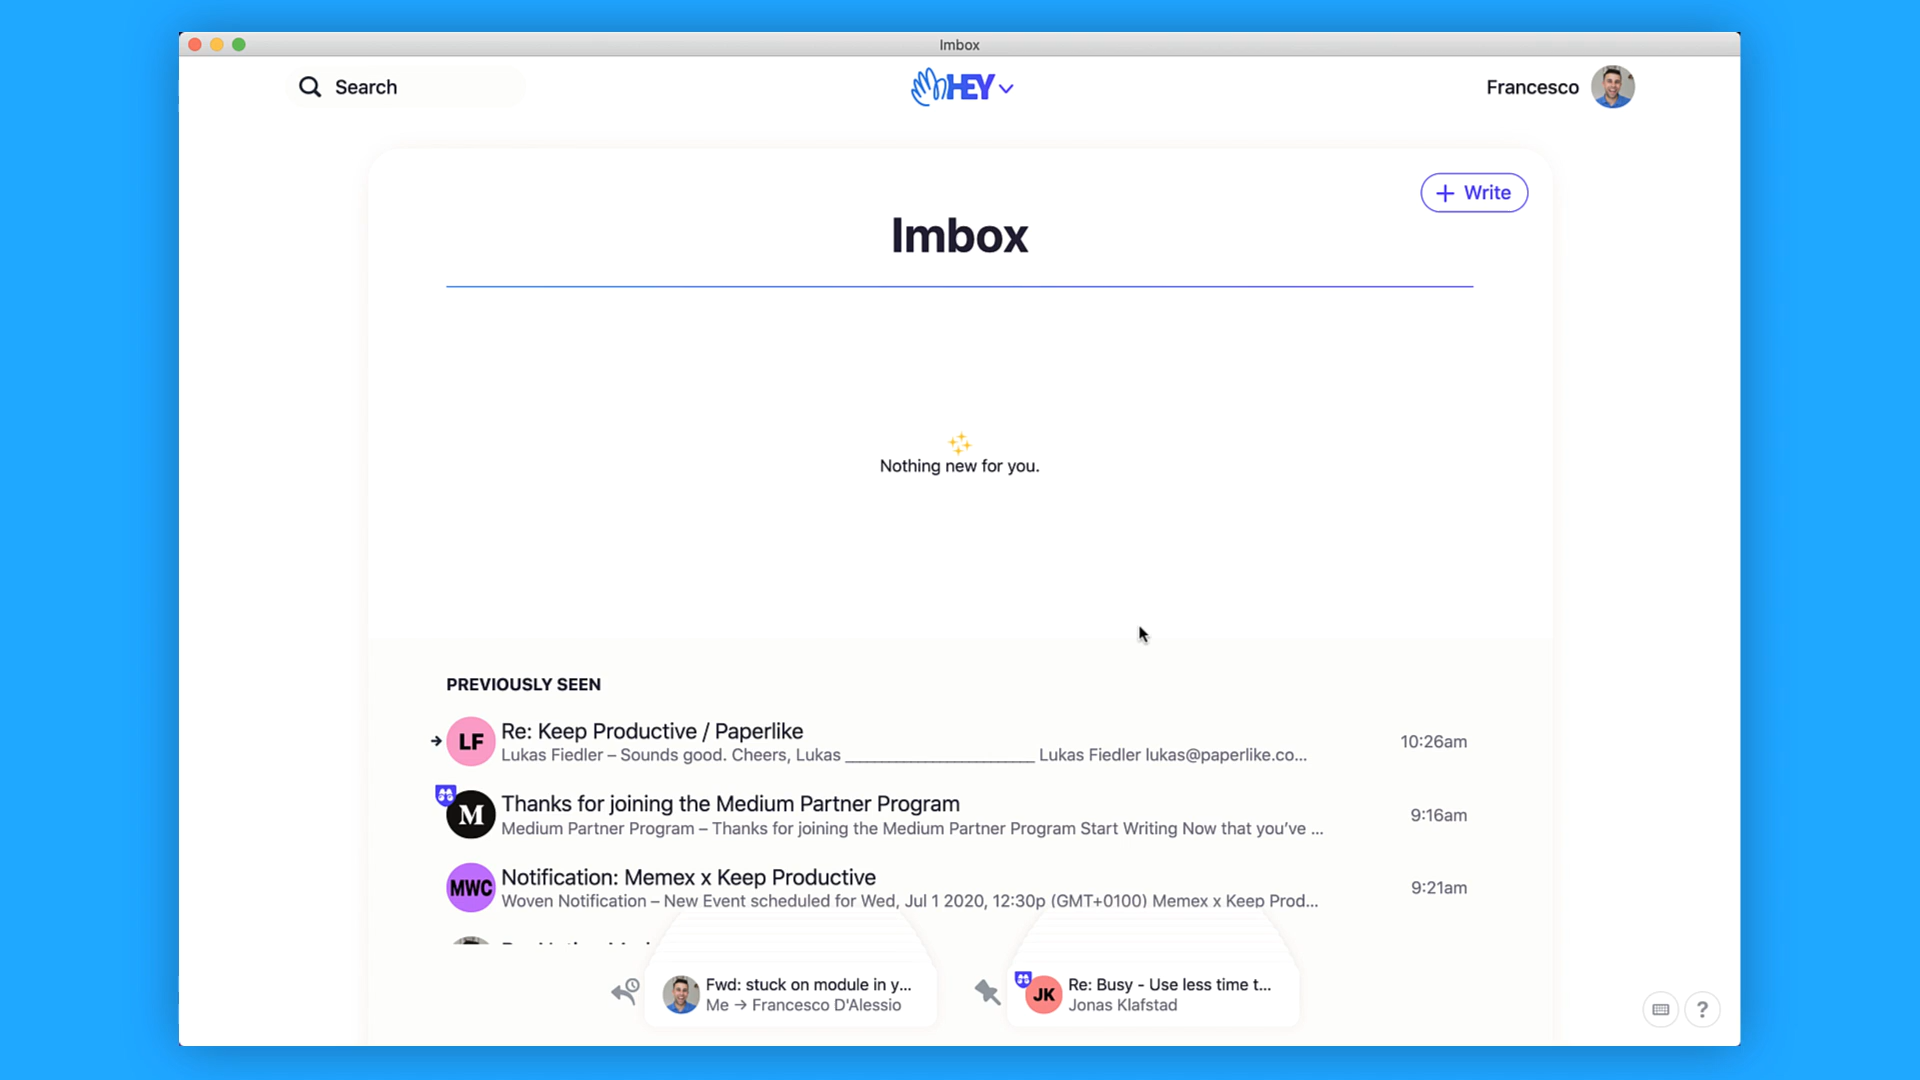 Imbox
Search
HEY
Francesco
Write
Imbox
Nothing new for you.
PREVIOUSLY SEEN
LF
Re: Keep Productive / Paperlike
10:26am
Lukas Fiedler – Sounds good. Cheers, Lukas ________________________ Lukas Fiedler lukas@paperlike.co...
M
Thanks for joining the Medium Partner Program
9:16am
Medium Partner Program – Thanks for joining the Medium Partner Program Start Writing Now that you've ...
MWC
Notification: Memex x Keep Productive
9:21am
Woven Notification – New Event scheduled for Wed, Jul 1 2020, 12:30p (GMT+0100) Memex x Keep Prod...
Fwd: stuck on module in y...
Me → Francesco D'Alessio
JK
Re: Busy - Use less time t...
Jonas Klafstad
?